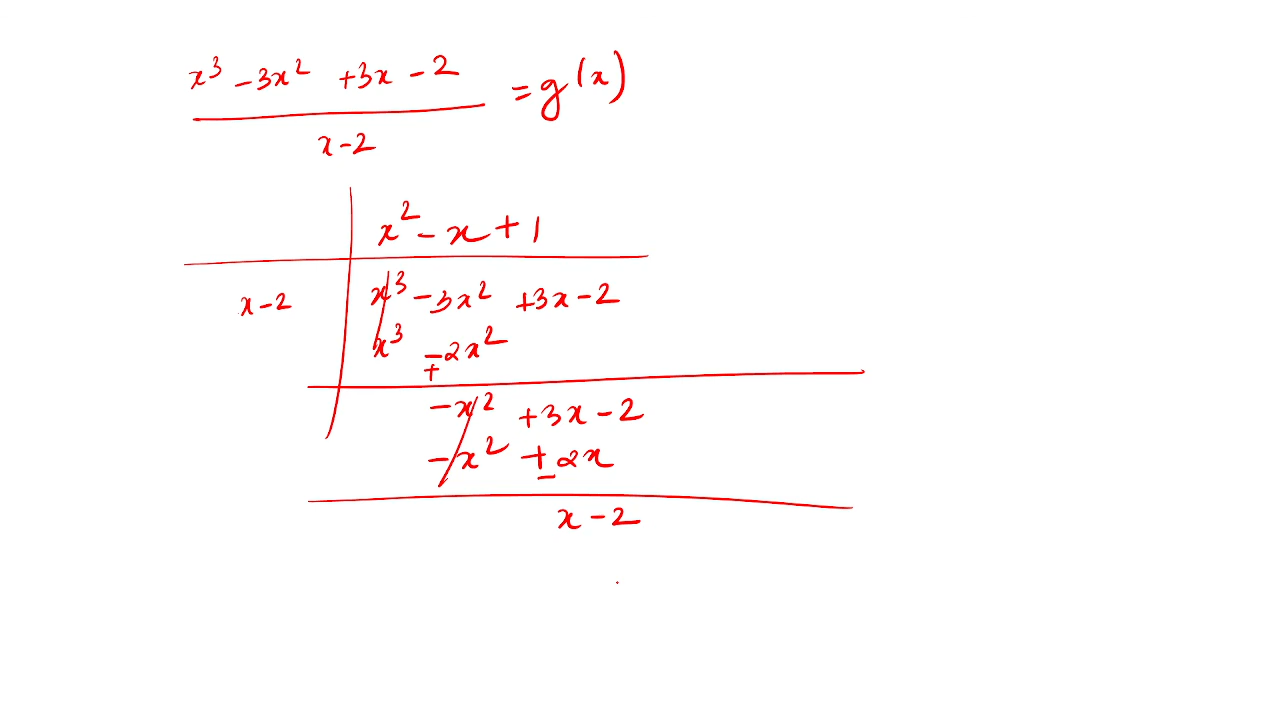 x³ - 3x² + 3x - 2 = g(x)
x - 2
x² - x + 1
x - 2 x³ - 3x² + 3x - 2
x³ - 2x²
+
- x² + 3x - 2
- x² + 2x
-
x - 2